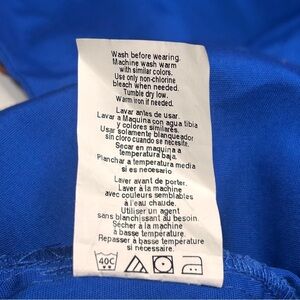 Wash before wearing.
Machine wash warm
with similar colors.
Use only non-chlorine
bleach when needed.
Tumble dry low.
Warm iron if needed.
Lavar antes de usar.
Lavar a Maquina con agua tibia
y colores similares.
Usar solamente blanqueador
sin cloro cuando se necesite.
Secar en maquina a
temperatura baja.
Planchar a temperatura media
si es necesario
Laver avant de porter.
Laver à la machine
avec couleurs semblables
à l'eau chaude.
Utiliser un agent
sans blanchissant au besoin.
Sècher à la machine
à basse temperature.
Repasser à basse temperature
si necessaire.
40C